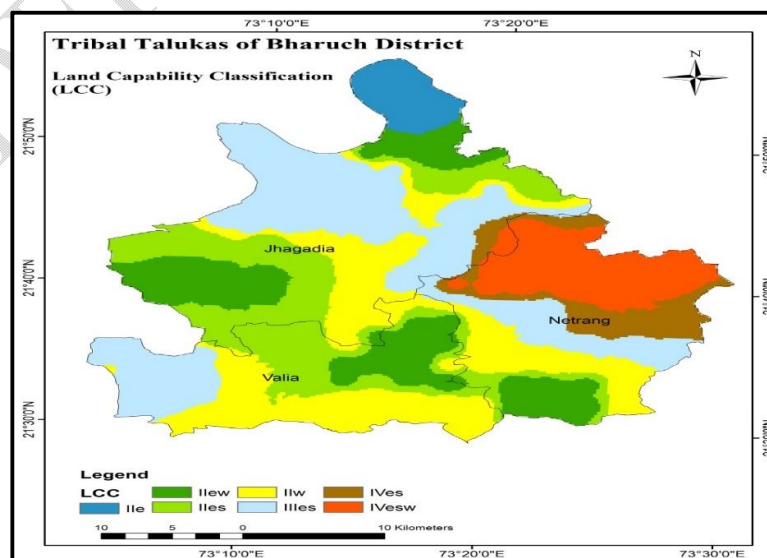 73°10'0"E 73°20'0"E
Tribal Talukas of Bharuch District
Land Capability Classification
(LCC)
N
21°50'0"N
Jhagadia
21°40'0"N
Netrang
Valia
21°30'0"N
Legend
LCC IIew IIw IVes
IIe IIes IIIes IVesw
10 5 0 10 Kilometers
73°10'0"E 73°20'0"E 73°30'0"E